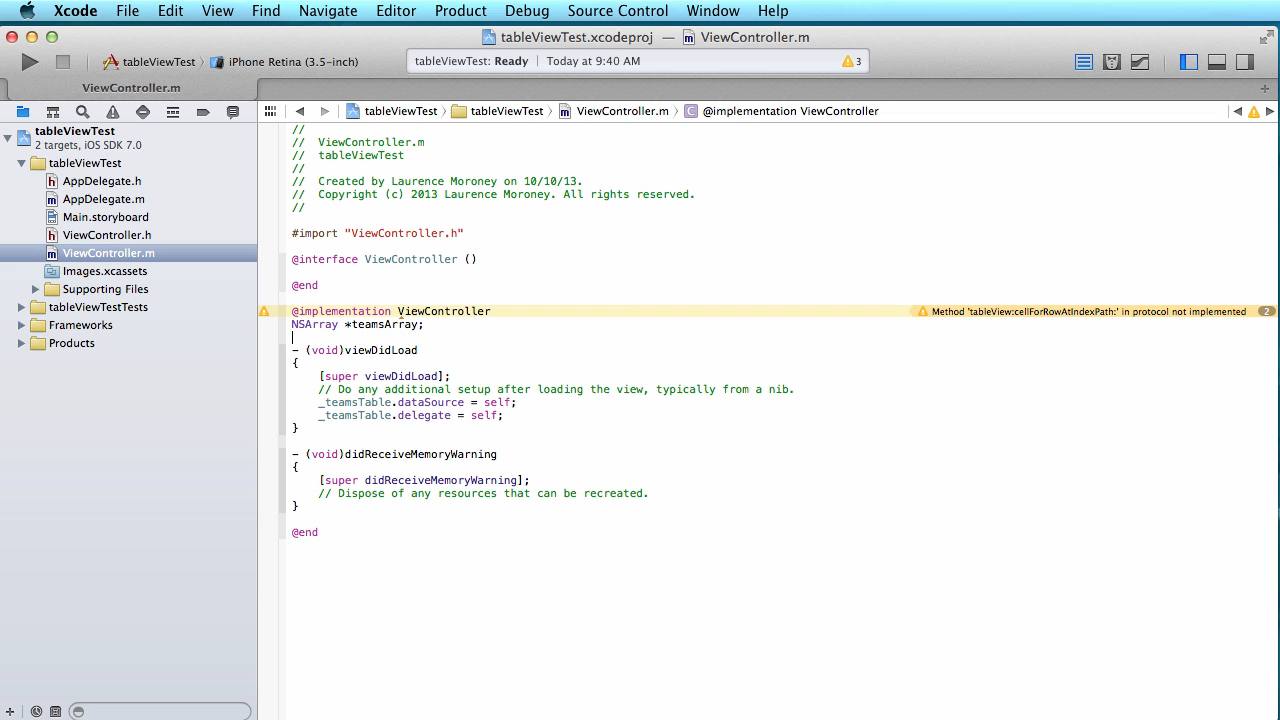 Xcode File Edit View Find Navigate Editor Product Debug Source Control Window Help
tableViewTest.xcodeproj — ViewController.m
tableViewTest iPhone Retina (3.5-inch) tableViewTest: Ready Today at 9:40 AM 3
ViewController.m
tableViewTest tableViewTest ViewController.m @implementation ViewController
tableViewTest
2 targets, iOS SDK 7.0
tableViewTest
AppDelegate.h
AppDelegate.m
Main.storyboard
ViewController.h
ViewController.m
Images.xcassets
Supporting Files
tableViewTestTests
Frameworks
Products
//
//  ViewController.m
//  tableViewTest
//
//  Created by Laurence Moroney on 10/10/13.
//  Copyright (c) 2013 Laurence Moroney. All rights reserved.
//
#import "ViewController.h"
@interface ViewController ()
@end
@implementation ViewController Method 'tableView:cellForRowAtIndexPath:' in protocol not implemented 2
NSArray *teamsArray;
- (void)viewDidLoad
{
    [super viewDidLoad];
    // Do any additional setup after loading the view, typically from a nib.
    _teamsTable.dataSource = self;
    _teamsTable.delegate = self;
}
- (void)didReceiveMemoryWarning
{
    [super didReceiveMemoryWarning];
    // Dispose of any resources that can be recreated.
}
@end